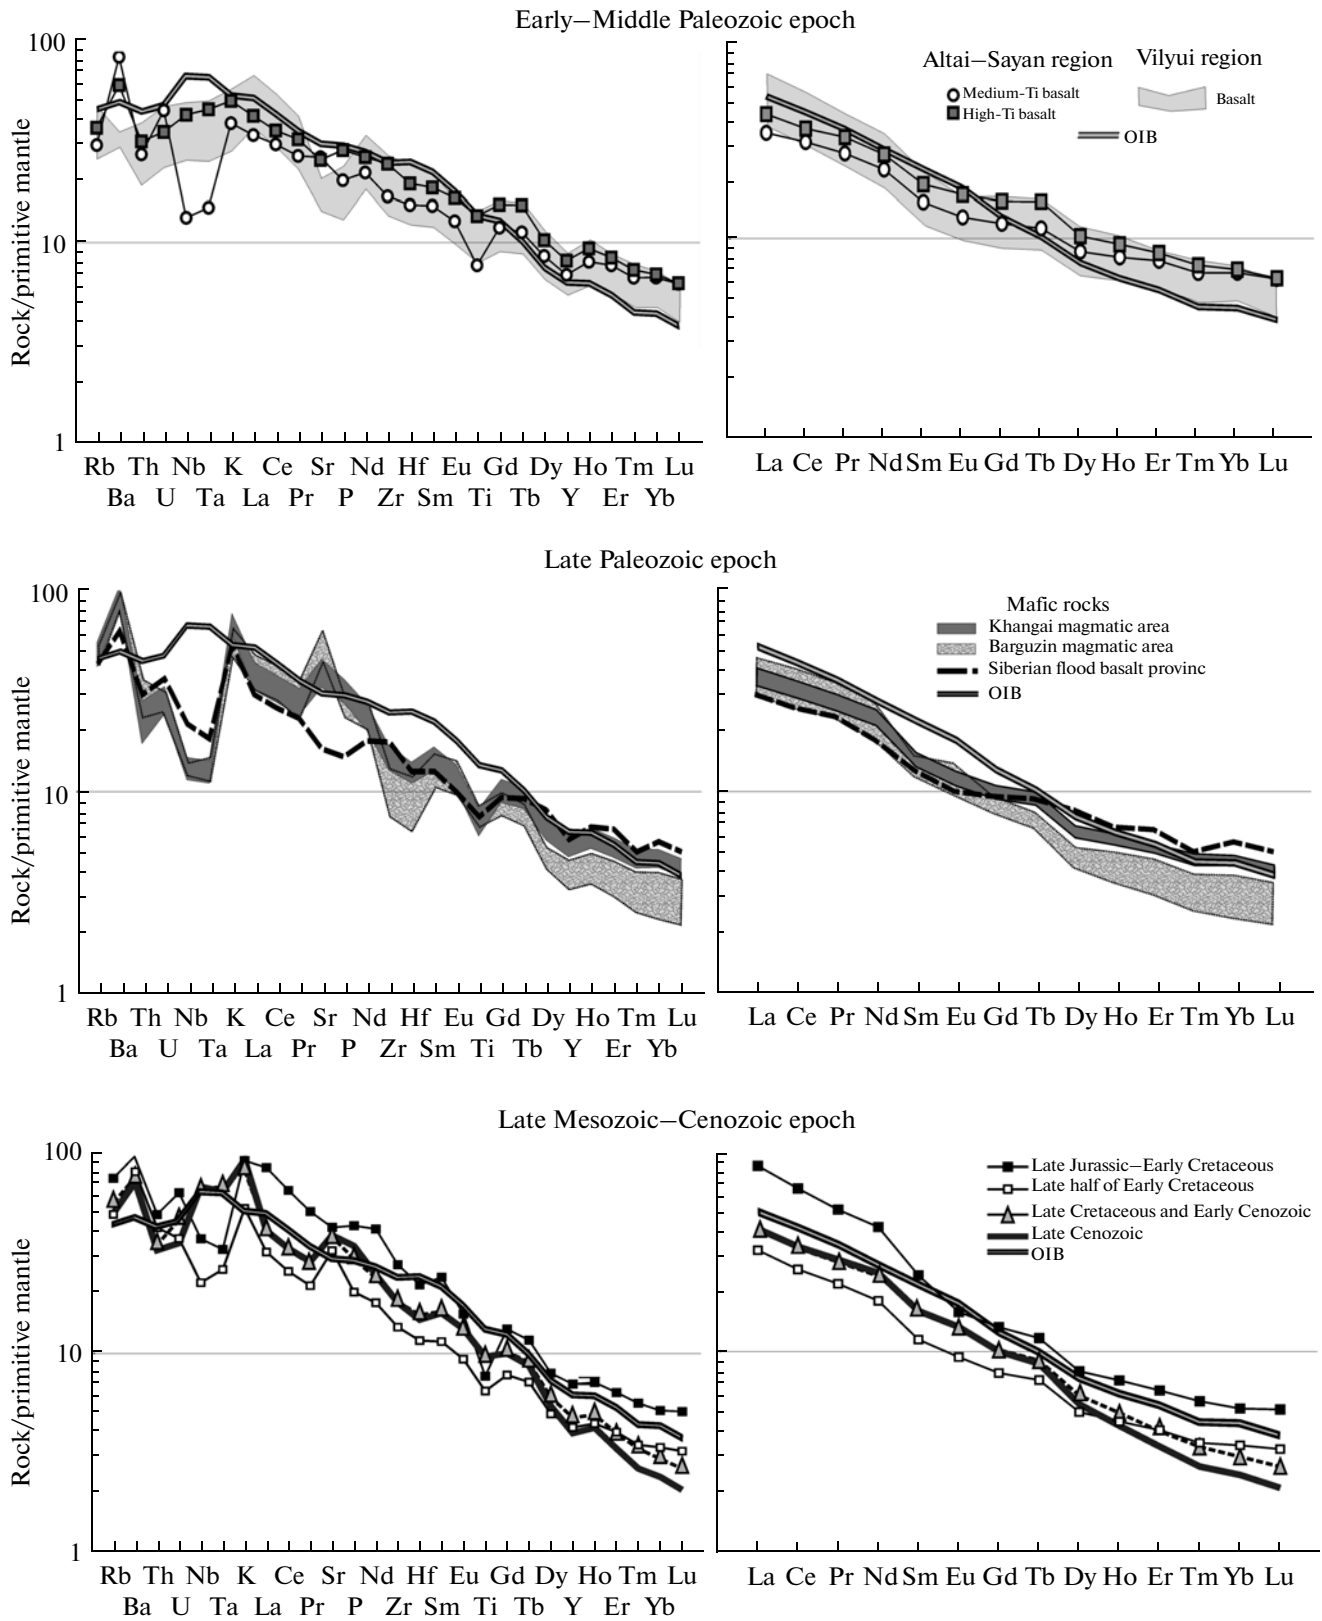 Early–Middle Paleozoic epoch
100
10
1
Rock/primitive mantle
Altai–Sayan region
Vilyui region
Medium-Ti basalt
High-Ti basalt
Basalt
OIB
Rb Th Nb K Ce Sr Nd Hf Eu Gd Dy Ho Tm Lu
Ba U Ta La Pr P Zr Sm Ti Tb Y Er Yb
La Ce Pr Nd Sm Eu Gd Tb Dy Ho Er Tm Yb Lu
Late Paleozoic epoch
100
10
1
Rock/primitive mantle
Mafic rocks
Khangai magmatic area
Barguzin magmatic area
Siberian flood basalt provinc
OIB
Rb Th Nb K Ce Sr Nd Hf Eu Gd Dy Ho Tm Lu
Ba U Ta La Pr P Zr Sm Ti Tb Y Er Yb
La Ce Pr Nd Sm Eu Gd Tb Dy Ho Er Tm Yb Lu
Late Mesozoic–Cenozoic epoch
100
10
1
Rock/primitive mantle
Late Jurassic–Early Cretaceous
Late half of Early Cretaceous
Late Cretaceous and Early Cenozoic
Late Cenozoic
OIB
Rb Th Nb K Ce Sr Nd Hf Eu Gd Dy Ho Tm Lu
Ba U Ta La Pr P Zr Sm Ti Tb Y Er Yb
La Ce Pr Nd Sm Eu Gd Tb Dy Ho Er Tm Yb Lu